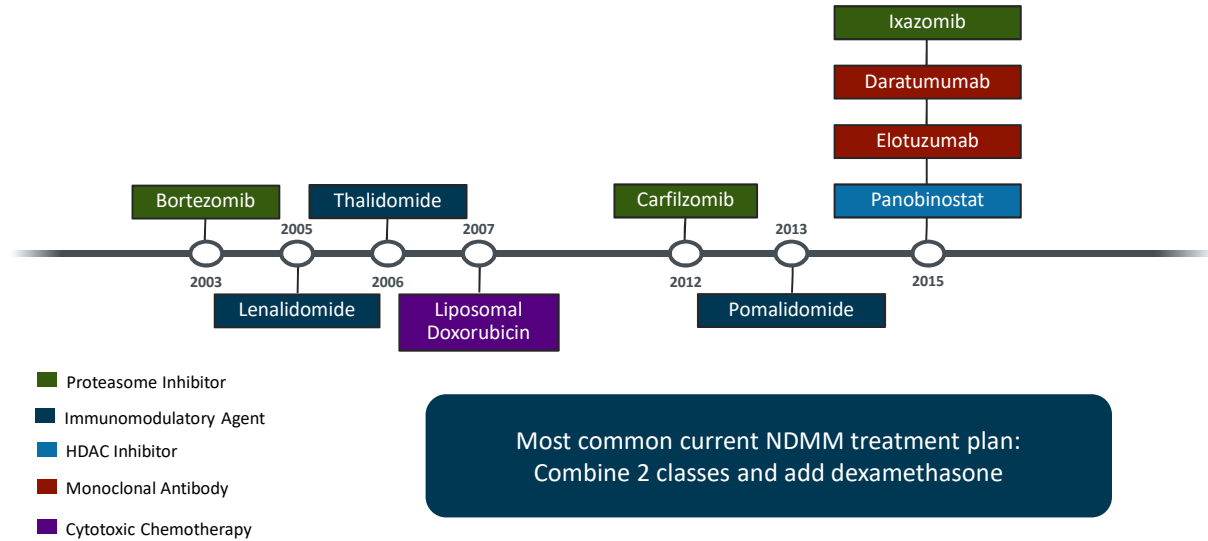 Ixazomib
Daratumumab
Elotuzumab
Bortezomib
Thalidomide
Carfilzomib
Panobinostat
2005
2007
2013
2003
2006
2012
2015
Lenalidomide
Liposomal
Doxorubicin
Pomalidomide
Proteasome Inhibitor
Immunomodulatory Agent
HDAC Inhibitor
Monoclonal Antibody
Cytotoxic Chemotherapy
Most common current NDMM treatment plan:
Combine 2 classes and add dexamethasone